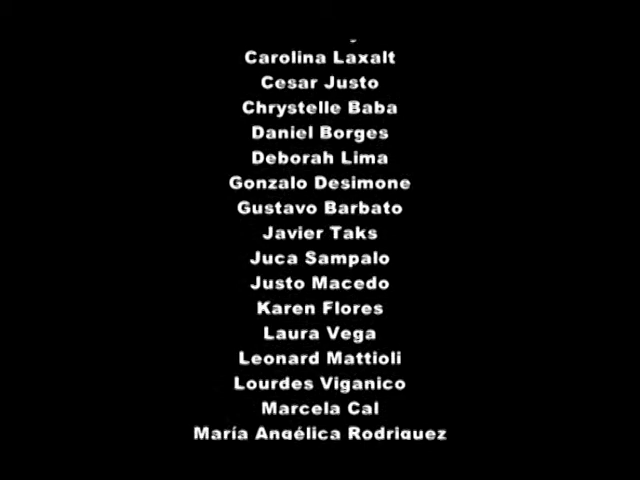 Carolina Laxalt
Cesar Justo
Chrystelle Baba
Daniel Borges
Deborah Lima
Gonzalo Desimone
Gustavo Barbato
Javier Taks
Juca Sampalo
Justo Macedo
Karen Flores
Laura Vega
Leonard Mattioli
Lourdes Viganico
Marcela Cal
María Angélica Rodriguez